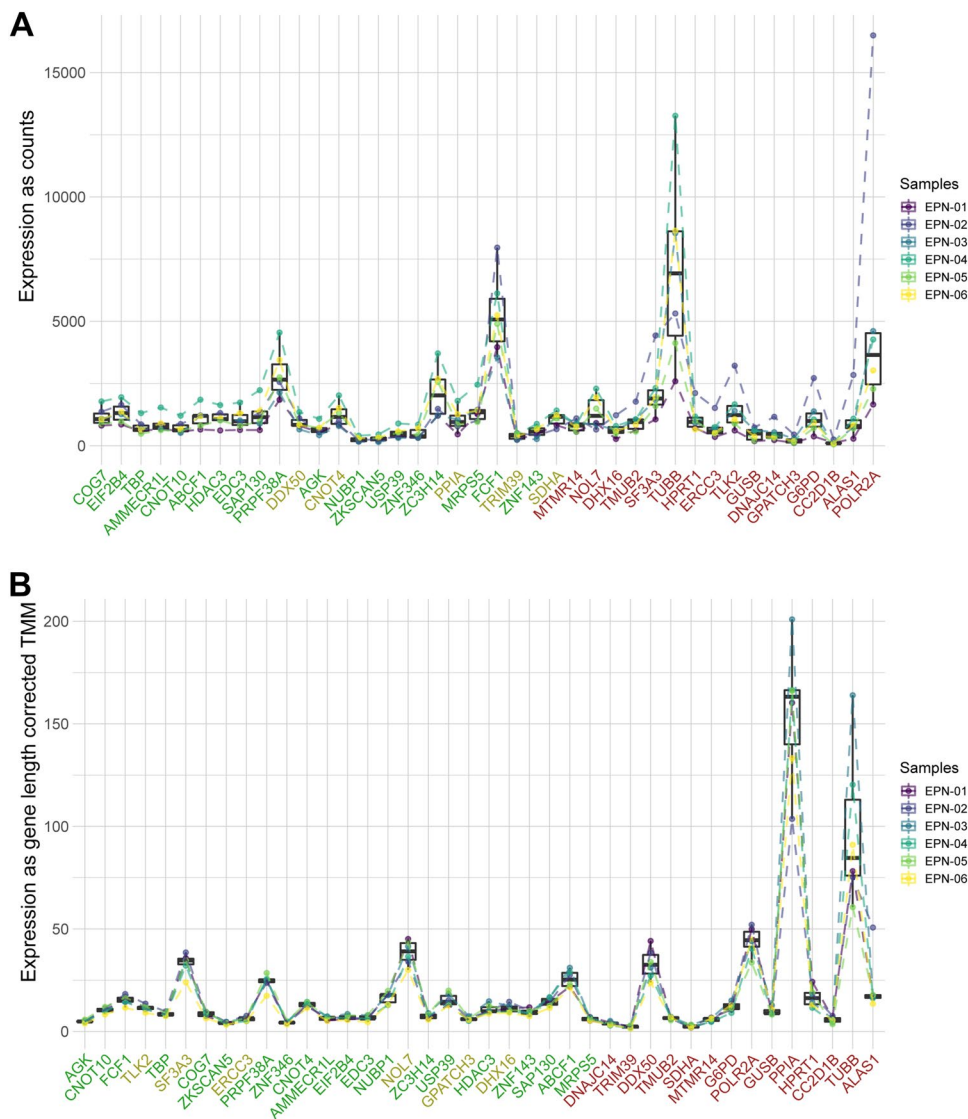 A
Expression as counts
15000
10000
5000
0
Samples
EPN-01
EPN-02
EPN-03
EPN-04
EPN-05
EPN-06
COG7
EIF2B4
TBP
AMMECR1L
CNOT10
ABCF1
HDAC3
EDC3
SAP130
PRPF38A
DDX50
AGK
CNOT4
NUBP1
ZKSCAN5
USP39
ZNF346
ZC3H14
PPIA
MRPS5
FCF1
TRIM39
ZNF143
SDHA
MTMR14
NOL7
DHX16
TMUB2
SF3A3
TUBB
HPRT1
ERCC3
TLK2
GUSB
DNAJC14
GPATCH3
G6PD
CC2D1B
ALAS1
POLR2A
B
Expression as gene length corrected TMM
200
150
100
50
0
Samples
EPN-01
EPN-02
EPN-03
EPN-04
EPN-05
EPN-06
AGK
CNOT10
FCF1
TLK2
TBP
SF3A3
COG7
ZKSCAN5
ERCC3
PRPF38A
ZNF346
CNOT4
AMMECR1L
EIF2B4
EDC3
NUBP1
NOL7
ZC3H14
USP39
GPATCH3
HDAC3
DHX16
ZNF143
SAP130
ABCF1
MRPS5
DNAJC14
TRIM39
DDX50
TMUB2
SDHA
MTMR14
G6PD
POLR2A
GUSB
PPIA
HPRT1
CC2D1B
TUBB
ALAS1